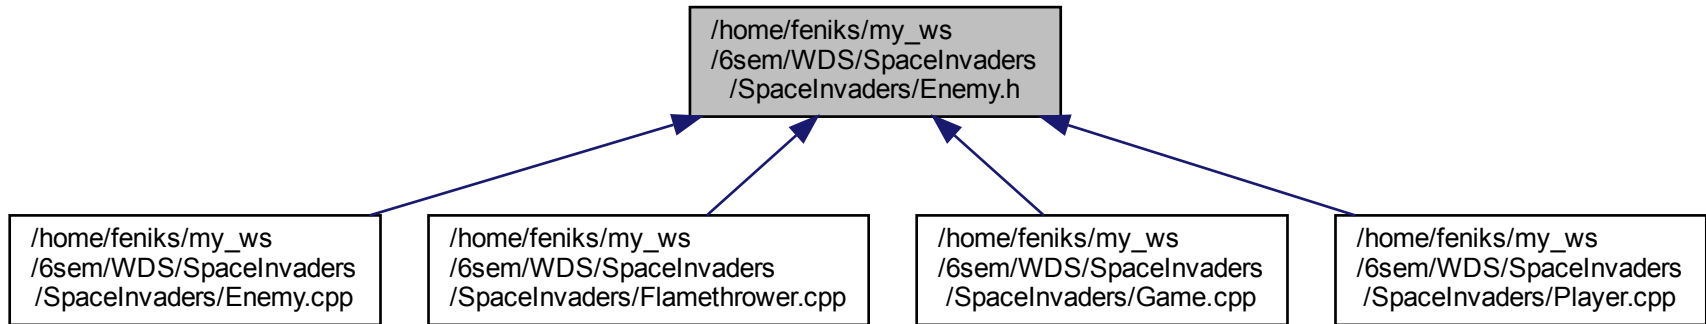 /home/feniks/my_ws
/6sem/WDS/SpaceInvaders
/SpaceInvaders/Enemy.h
/home/feniks/my_ws
/6sem/WDS/SpaceInvaders
/SpaceInvaders/Enemy.cpp
/home/feniks/my_ws
/6sem/WDS/SpaceInvaders
/SpaceInvaders/Flamethrower.cpp
/home/feniks/my_ws
/6sem/WDS/SpaceInvaders
/SpaceInvaders/Game.cpp
/home/feniks/my_ws
/6sem/WDS/SpaceInvaders
/SpaceInvaders/Player.cpp